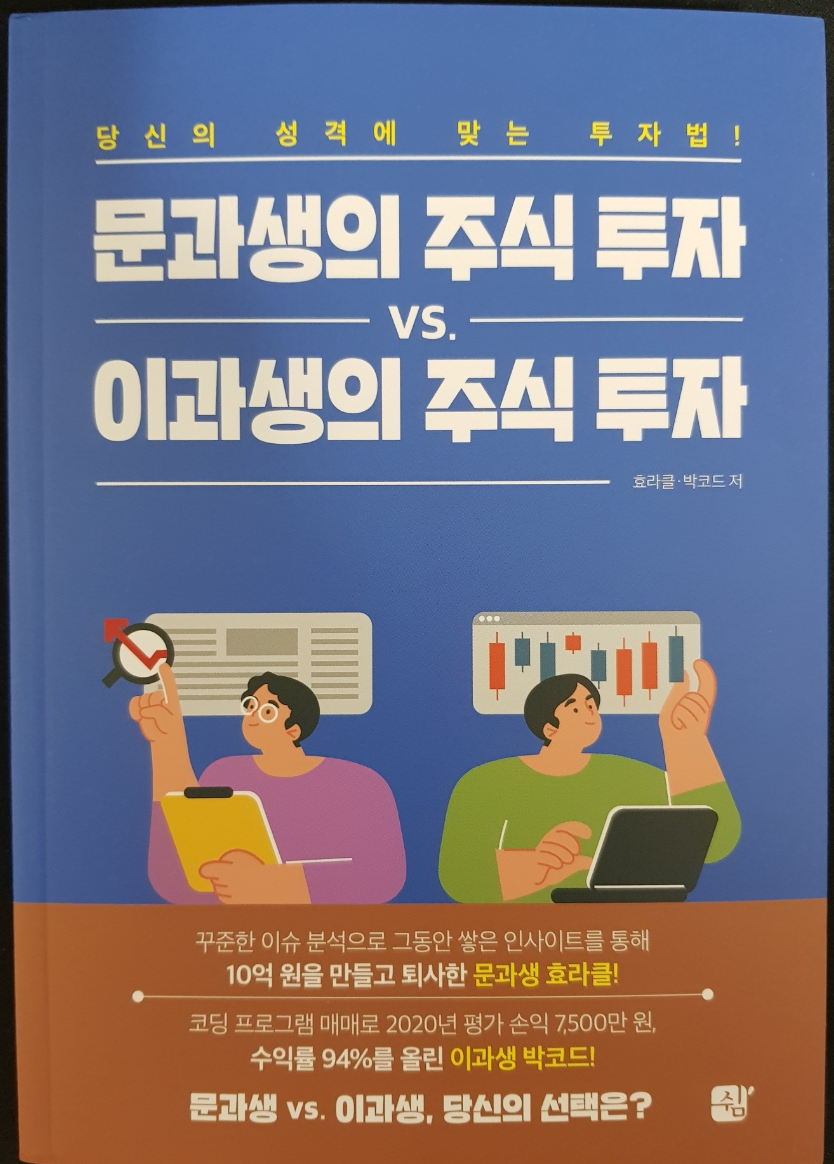 당신의 성격에 맞는 투자법!
문과생의 주식 투자
VS.
이과생의 주식 투자
효라클·박코드 저
꾸준한 이슈 분석으로 그동안 쌓은 인사이트를 통해
10억 원을 만들고 퇴사한 문과생 효라클!
코딩 프로그램 매매로 2020년 평가 손익 7,500만 원,
수익률 94%를 올린 이과생 박코드!
문과생 vs. 이과생, 당신의 선택은?